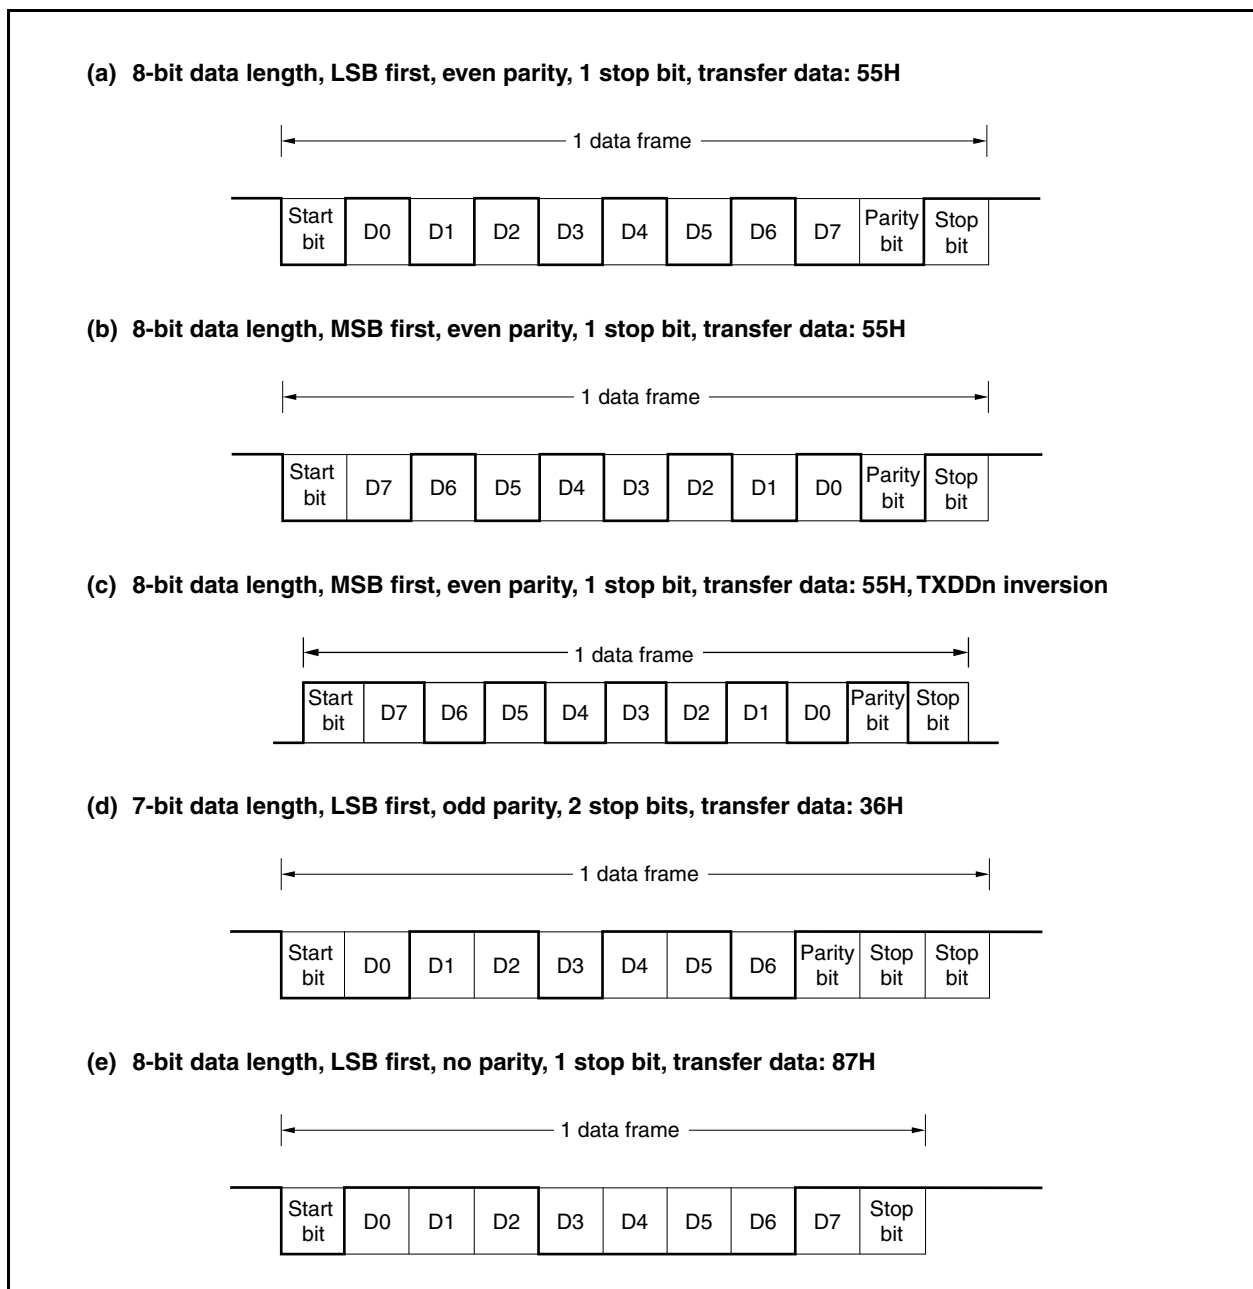 (a) 8-bit data length, LSB first, even parity, 1 stop bit, transfer data: 55H
1 data frame
Start bit D0 D1 D2 D3 D4 D5 D6 D7 Parity bit Stop bit
(b) 8-bit data length, MSB first, even parity, 1 stop bit, transfer data: 55H
1 data frame
Start bit D7 D6 D5 D4 D3 D2 D1 D0 Parity bit Stop bit
(c) 8-bit data length, MSB first, even parity, 1 stop bit, transfer data: 55H, TXDDn inversion
1 data frame
Start bit D7 D6 D5 D4 D3 D2 D1 D0 Parity bit Stop bit
(d) 7-bit data length, LSB first, odd parity, 2 stop bits, transfer data: 36H
1 data frame
Start bit D0 D1 D2 D3 D4 D5 D6 Parity bit Stop bit Stop bit
(e) 8-bit data length, LSB first, no parity, 1 stop bit, transfer data: 87H
1 data frame
Start bit D0 D1 D2 D3 D4 D5 D6 D7 Stop bit